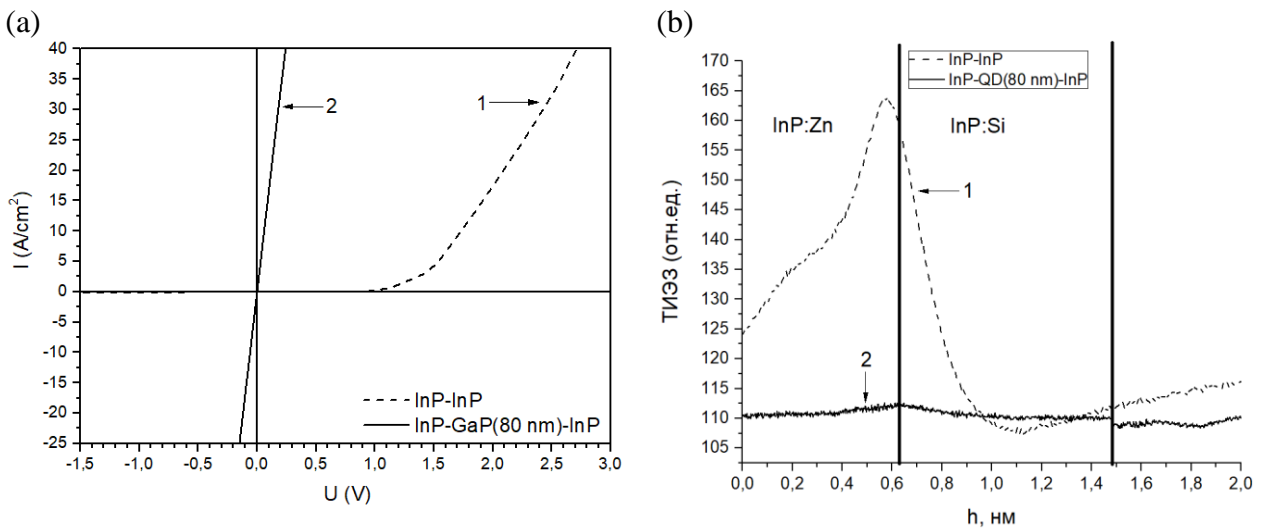 (a)
I (A/cm²)
40
35
30
25
20
15
10
5
0
-5
-10
-15
-20
-25
2
1
InP-InP
InP-GaP(80 nm)-InP
-1,5 -1,0 -0,5 0,0 0,5 1,0 1,5 2,0 2,5 3,0
U (V)
(b)
ТИЭЗ (отн.ед.)
170
165
160
155
150
145
140
135
130
125
120
115
110
105
InP-InP
InP-QD(80 nm)-InP
InP:Zn InP:Si
1
2
0,0 0,2 0,4 0,6 0,8 1,0 1,2 1,4 1,6 1,8 2,0
h, нм